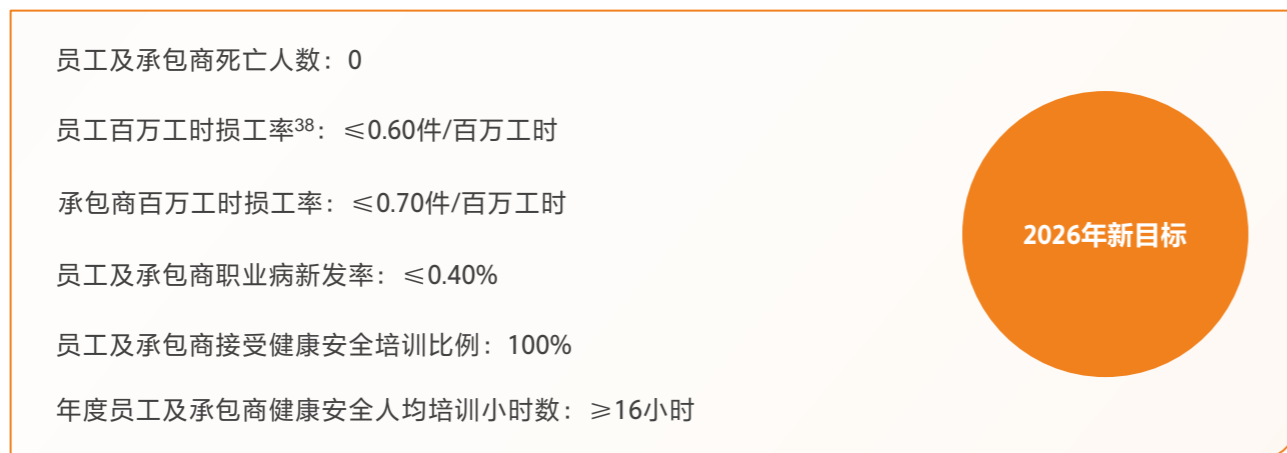 员工及承包商死亡人数：0
员工百万工时损工率38：≤0.60件/百万工时
承包商百万工时损工率：≤0.70件/百万工时
员工及承包商职业病新发率：≤0.40%
员工及承包商接受健康安全培训比例：100%
年度员工及承包商健康安全人均培训小时数：≥16小时
2026年新目标